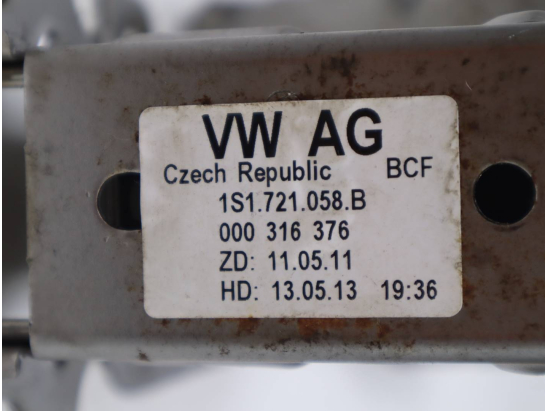 VW AG
Czech Republic BCF
1S1.721.058.B
000 316 376
ZD: 11.05.11
HD: 13.05.13 19:36